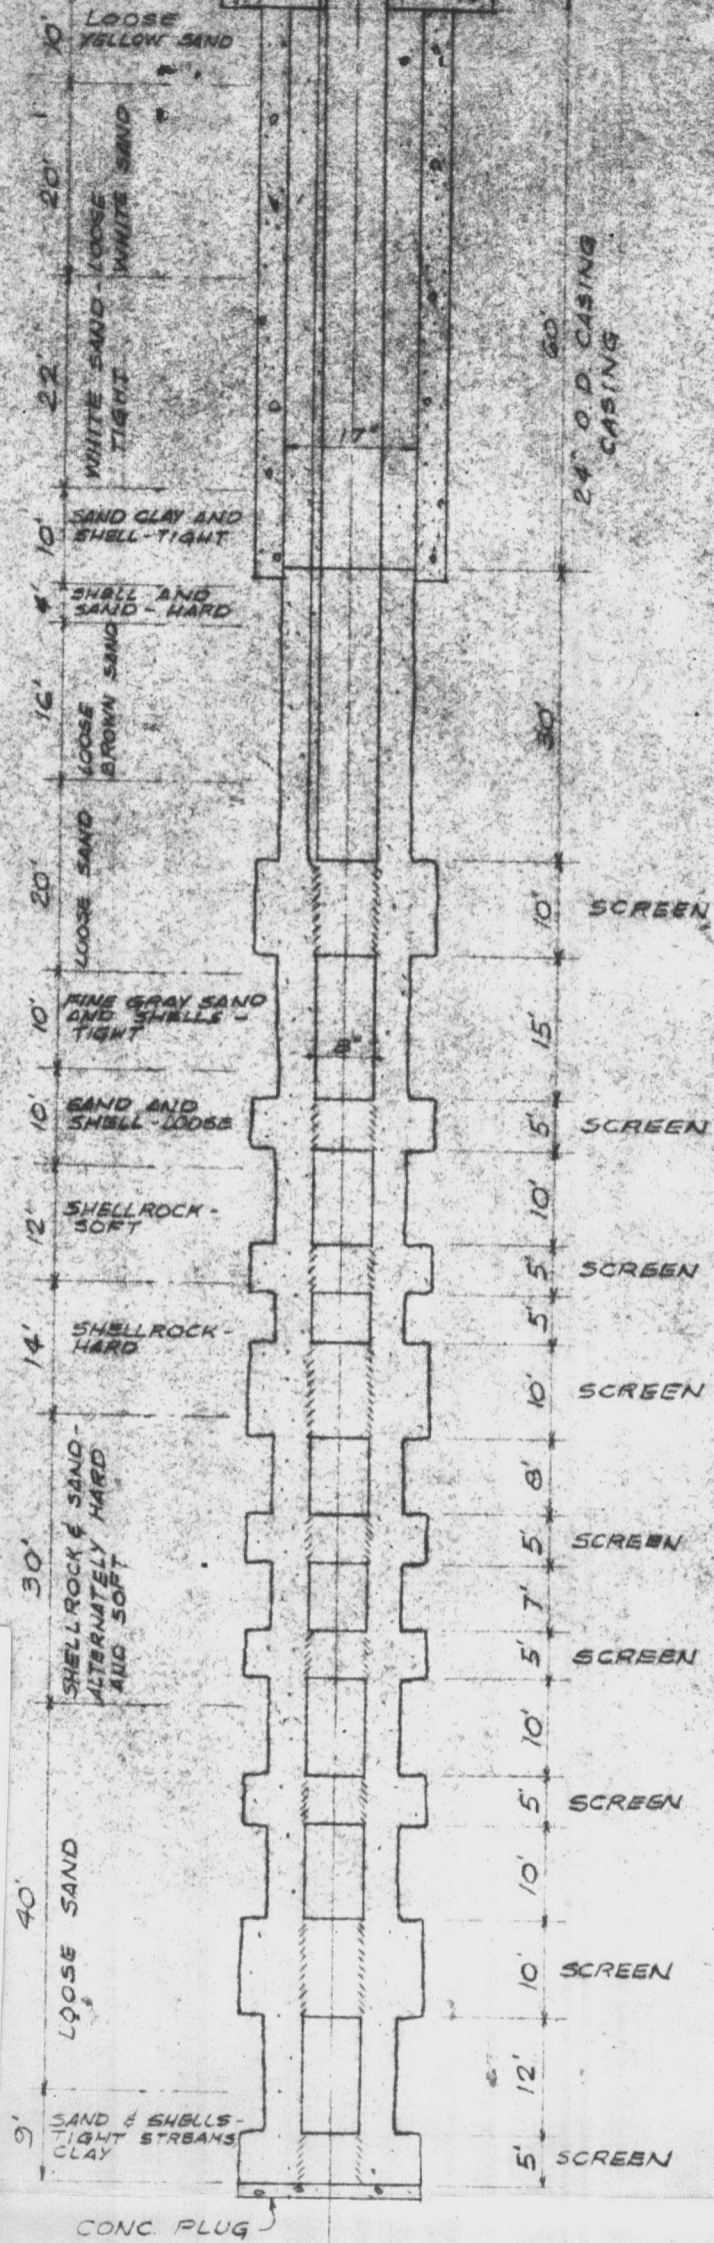 10'
LOOSE
YELLOW SAND
20'
LOOSE
WHITE SAND
22'
WHITE SAND-
TIGHT
17"
60'
24" O.D. CASING
CASING
10'
SAND CLAY AND
SHELL-TIGHT
4'
SHELL AND
SAND - HARD
16'
LOOSE
BROWN SAND
30'
20'
LOOSE SAND
10'
SCREEN
10'
FINE GRAY SAND
AND SHELLS -
TIGHT
8"
15'
10'
SAND AND
SHELL-LOOSE
5'
SCREEN
12'
SHELLROCK-
SOFT
10'
5'
SCREEN
14'
SHELLROCK-
HARD
5'
10'
SCREEN
30'
SHELLROCK & SAND-
ALTERNATELY HARD
AND SOFT
8'
5'
SCREEN
7'
5'
SCREEN
10'
40'
LOOSE SAND
5'
SCREEN
10'
10'
SCREEN
12'
9'
SAND & SHELLS-
TIGHT STREAKS
CLAY
5'
SCREEN
CONC. PLUG